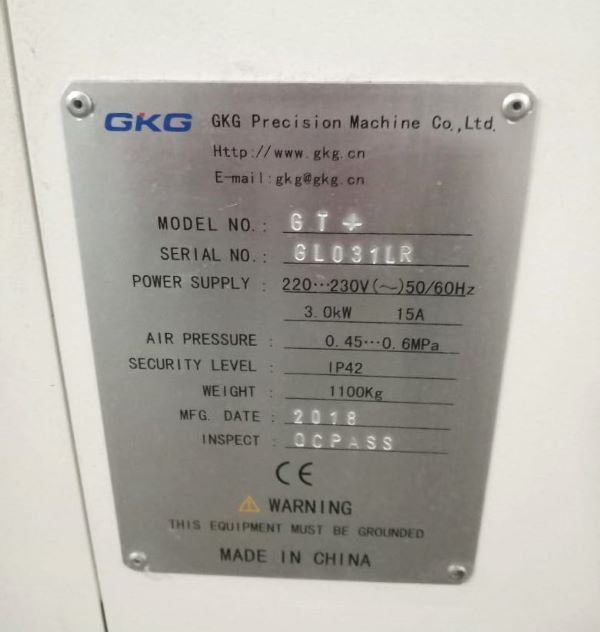 GKG GKG Precision Machine Co.,Ltd.
Http://www.gkg.cn
E-mail:gkg@gkg.cn
MODEL NO.: GT+
SERIAL NO.: GL031LR
POWER SUPPLY : 220···230V(~)50/60Hz
3.0kW 15A
AIR PRESSURE : 0.45···0.6MPa
SECURITY LEVEL : IP42
WEIGHT : 1100Kg
MFG. DATE : 2018
INSPECT : QCPASS
CE
WARNING
THIS EQUIPMENT MUST BE GROUNDED
MADE IN CHINA